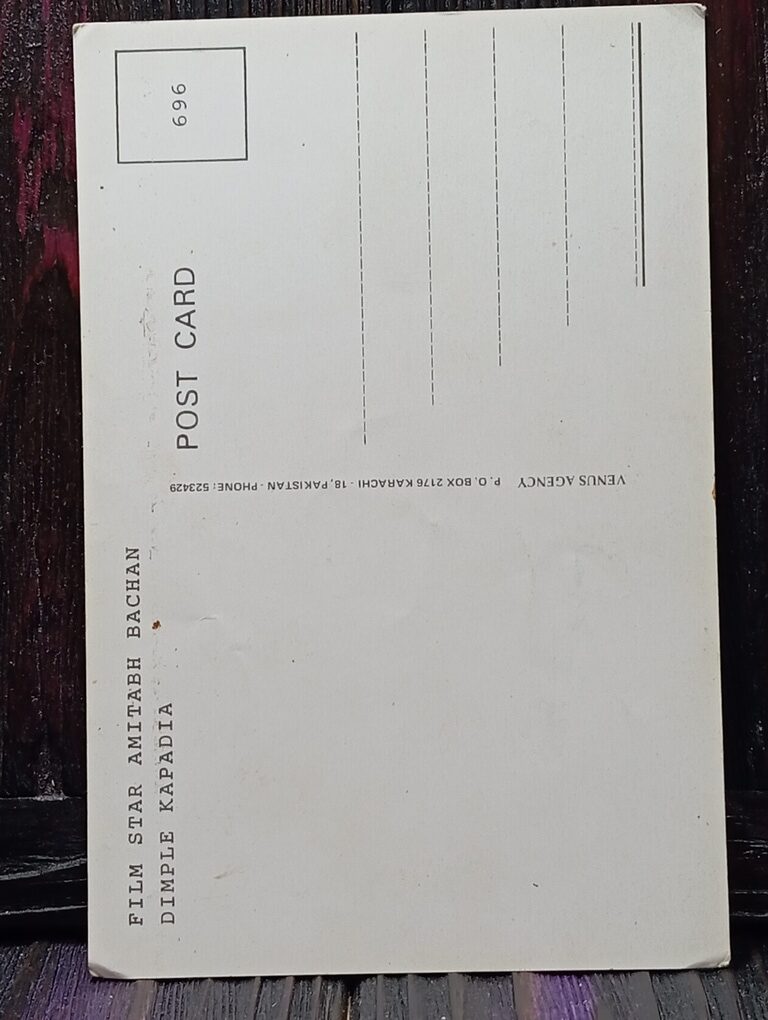 FILM STAR AMITABH BACHAN
DIMPLE KAPADIA
696
POST CARD
VENUS AGENCY P. O. BOX 2176 KARACHI - 18, PAKISTAN - PHONE: 523429